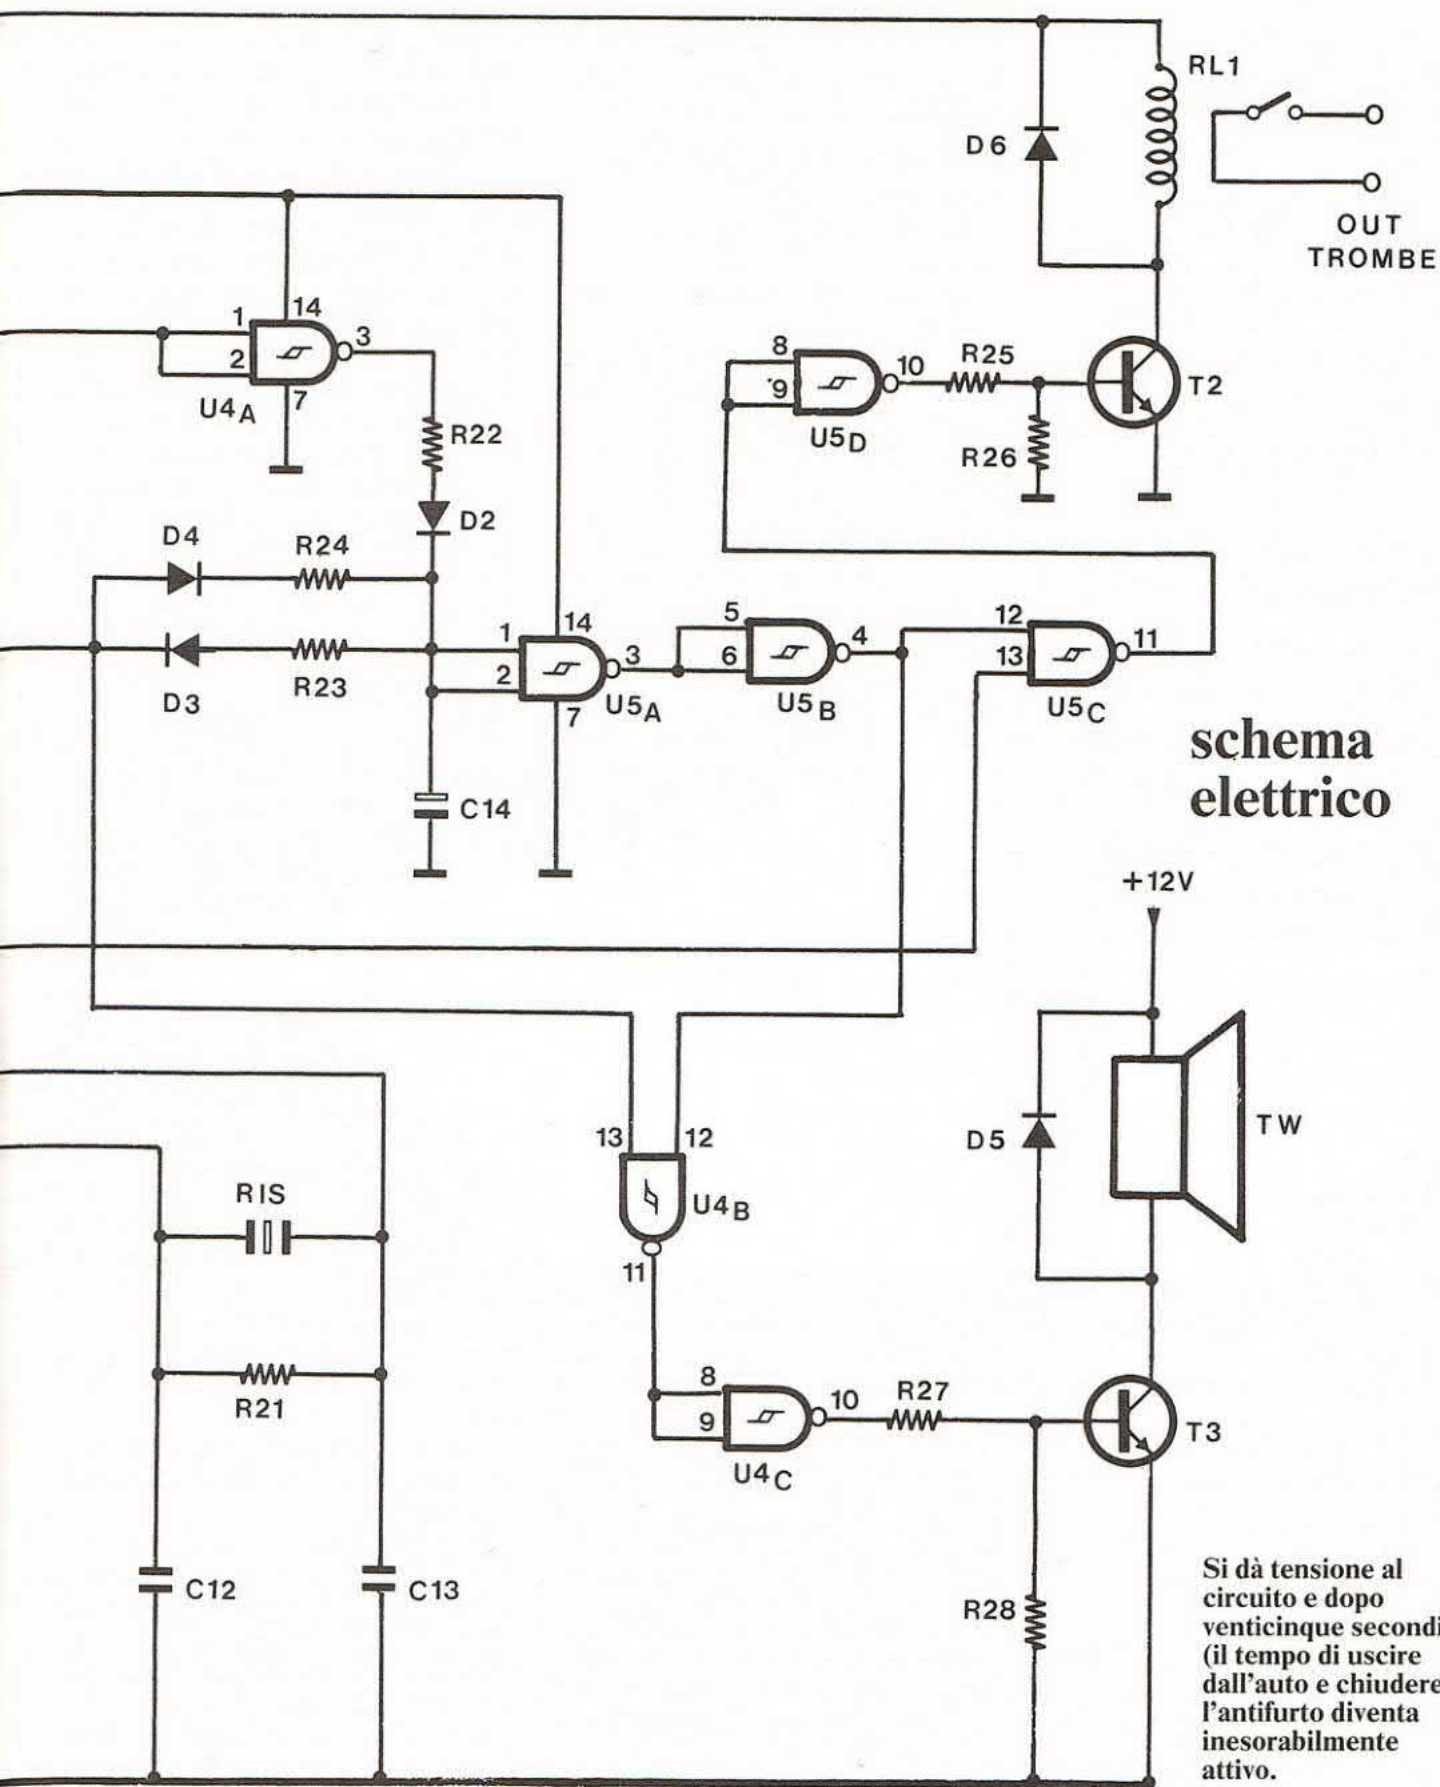 RL1
D6
OUT
TROMBE
14
1
2
3
7
U4A
R22
D2
8
9
10
U5D
R25
R26
T2
D4
R24
D3
R23
1
2
14
3
7
U5A
5
6
4
U5B
12
13
11
U5C
C14
schema
elettrico
+12V
D5
TW
13
12
U4B
11
RIS
R21
8
9
10
U4C
R27
T3
R28
C12
C13
Si dà tensione al
circuito e dopo
venticinque secondi
(il tempo di uscire
dall'auto e chiudere
l'antifurto diventa
inesorabilmente
attivo.